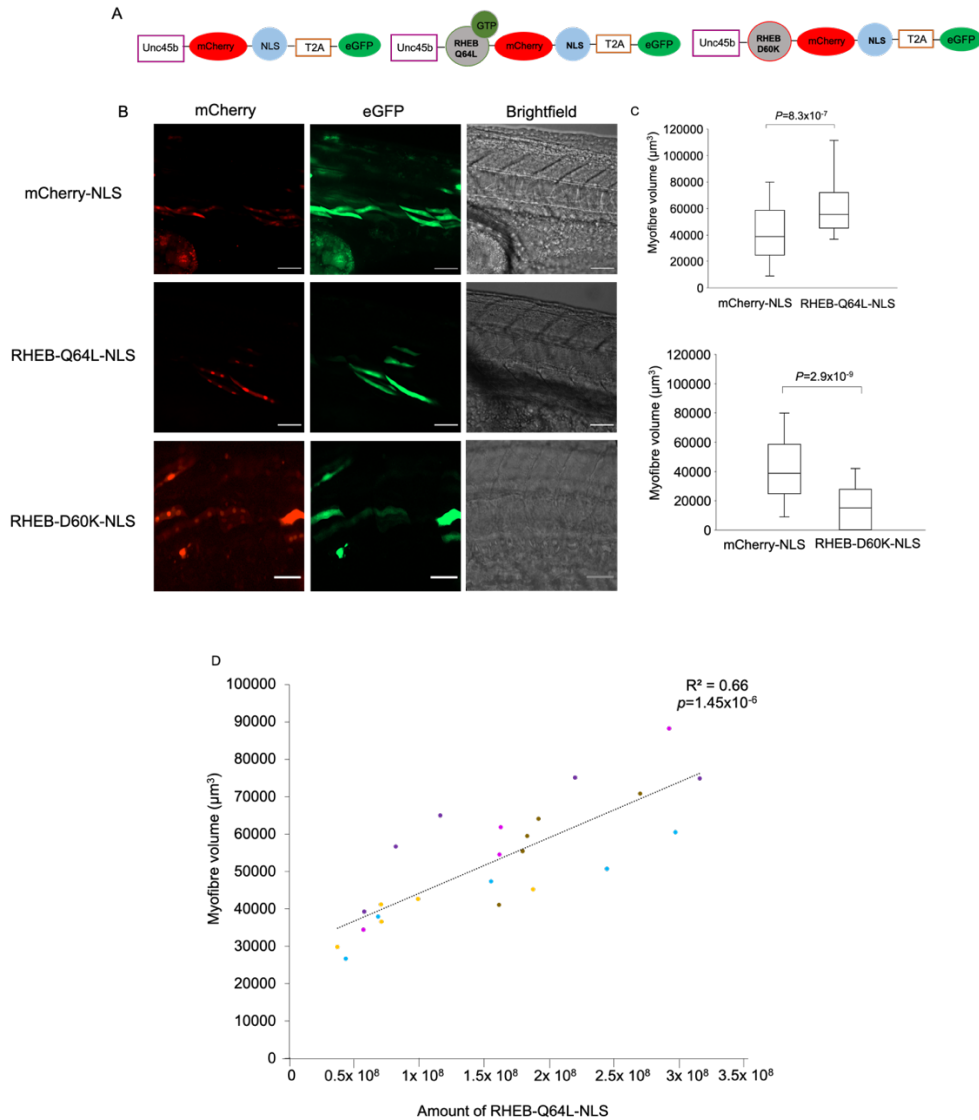 A
Unc45b mCherry NLS T2A eGFP
Unc45b RHEB Q64L GTP mCherry NLS T2A eGFP
Unc45b RHEB D60K mCherry NLS T2A eGFP
B
mCherry eGFP Brightfield
mCherry-NLS
RHEB-Q64L-NLS
RHEB-D60K-NLS
C
P=8.3x10⁻⁷
Myofibre volume (µm³)
120000
100000
80000
60000
40000
20000
0
mCherry-NLS RHEB-Q64L-NLS
P=2.9x10⁻⁹
Myofibre volume (µm³)
120000
100000
80000
60000
40000
20000
0
mCherry-NLS RHEB-D60K-NLS
D
R² = 0.66
p=1.45x10⁻⁶
Myofibre volume (µm³)
100000
90000
80000
70000
60000
50000
40000
30000
20000
10000
0
0 0.5x 10⁸ 1x 10⁸ 1.5x 10⁸ 2x 10⁸ 2.5x 10⁸ 3x 10⁸ 3.5x 10⁸
Amount of RHEB-Q64L-NLS